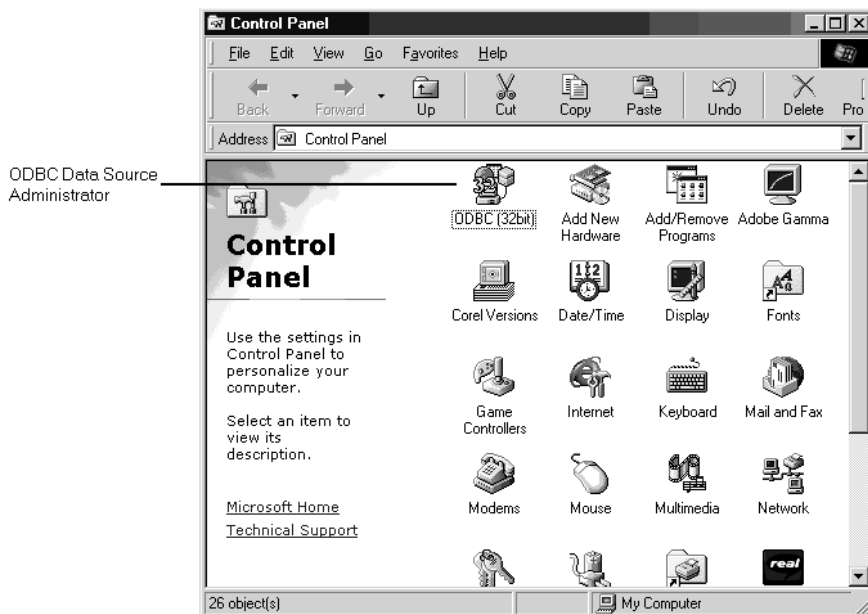 Control Panel
File Edit View Go Favorites Help
Back Forward Up Cut Copy Paste Undo Delete Pro
Address Control Panel
ODBC Data Source
Administrator
Control
Panel
Use the settings in
Control Panel to
personalize your
computer.
Select an item to
view its
description.
Microsoft Home
Technical Support
32
ODBC (32bit)
Add New
Hardware
Add/Remove
Programs
Adobe Gamma
Corel Versions
Date/Time
Display
Fonts
Game
Controllers
Internet
Keyboard
Mail and Fax
Modems
Mouse
Multimedia
Network
real
26 object(s)
My Computer